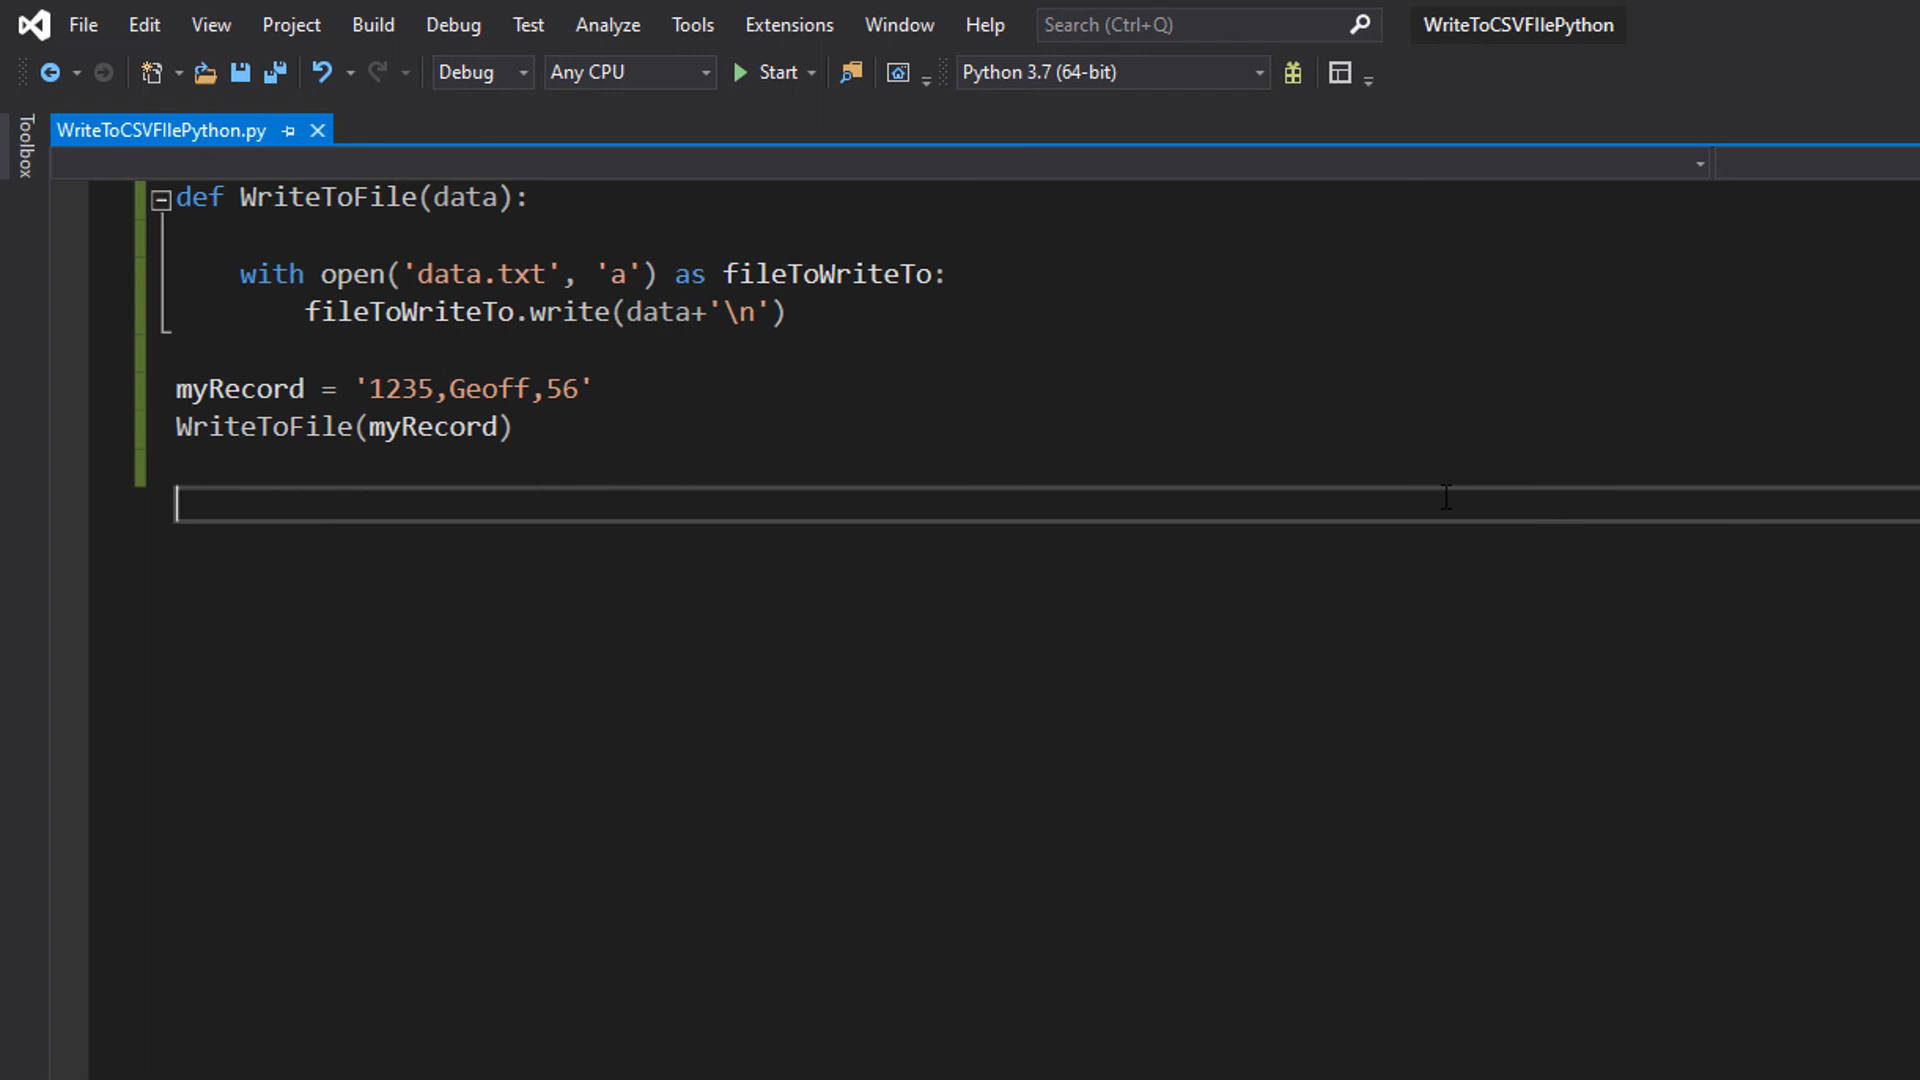 File Edit View Project Build Debug Test Analyze Tools Extensions Window Help Search (Ctrl+Q) WriteToCSVFIlePython
Debug Any CPU Start Python 3.7 (64-bit)
Toolbox
WriteToCSVFIlePython.py
def WriteToFile(data):
with open('data.txt', 'a') as fileToWriteTo:
fileToWriteTo.write(data+'\n')
myRecord = '1235,Geoff,56'
WriteToFile(myRecord)